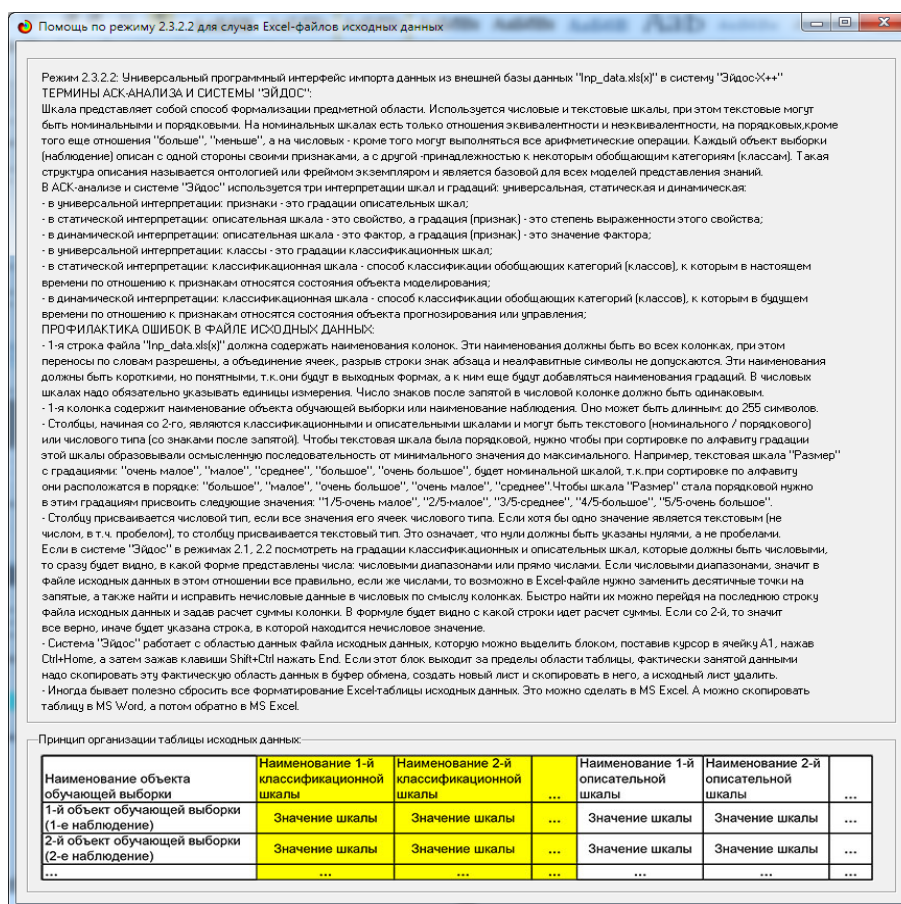 Помощь по режиму 2.3.2.2 для случая Excel-файлов исходных данных
Режим 2.3.2.2: Универсальный программный интерфейс импорта данных из внешней базы данных "Inp_data.xls(x)" в систему "Эйдос-X++"
ТЕРМИНЫ АСК-АНАЛИЗА И СИСТЕМЫ "ЭЙДОС":
Шкала представляет собой способ формализации предметной области. Используется числовые и текстовые шкалы, при этом текстовые могут
быть номинальными и порядковыми. На номинальных шкалах есть только отношения эквивалентности и неэквивалентности, на порядковых,кроме
того еще отношения "больше", "меньше", а на числовых - кроме того могут выполняться все арифметические операции. Каждый объект выборки
(наблюдение) описан с одной стороны своими признаками, а с другой -принадлежностью к некоторым обобщающим категориям (классам). Такая
структура описания называется онтологией или фреймом экземпляром и является базовой для всех моделей представления знаний.
В АСК-анализе и системе "Эйдос" используется три интерпретации шкал и градаций: универсальная, статическая и динамическая:
- в универсальной интерпретации: признаки - это градации описательных шкал;
- в статической интерпретации: описательная шкала - это свойство, а градация (признак) - это степень выраженности этого свойства;
- в динамической интерпретации: описательная шкала - это фактор, а градация (признак) - это значение фактора;
- в универсальной интерпретации: классы - это градации классификационных шкал;
- в статической интерпретации: классификационная шкала - способ классификации обобщающих категорий (классов), к которым в настоящем
времени по отношению к признакам относятся состояния объекта моделирования;
- в динамической интерпретации: классификационная шкала - способ классификации обобщающих категорий (классов), к которым в будущем
времени по отношению к признакам относятся состояния объекта прогнозирования или управления;
ПРОФИЛАКТИКА ОШИБОК В ФАЙЛЕ ИСХОДНЫХ ДАННЫХ:
- 1-я строка файла "Inp_data.xls(x)" должна содержать наименования колонок. Эти наименования должны быть во всех колонках, при этом
переносы по словам разрешены, а объединение ячеек, разрыв строки знак абзаца и неалфавитные символы не допускаются. Эти наименования
должны быть короткими, но понятными, т.к.они будут в выходных формах, а к ним еще будут добавляться наименования градаций. В числовых
шкалах надо обязательно указывать единицы измерения. Число знаков после запятой в числовой колонке должно быть одинаковым.
- 1-я колонка содержит наименование объекта обучающей выборки или наименование наблюдения. Оно может быть длинным: до 255 символов.
- Столбцы, начиная со 2-го, являются классификационными и описательными шкалами и могут быть текстового (номинального / порядкового)
или числового типа (со знаками после запятой). Чтобы текстовая шкала была порядковой, нужно чтобы при сортировке по алфавиту градации
этой шкалы образовывали осмысленную последовательность от минимального значения до максимального. Например, текстовая шкала "Размер"
с градациями: "очень малое", "малое", "среднее", "большое", "очень большое", будет номинальной шкалой, т.к.при сортировке по алфавиту
они расположатся в порядке: "большое", "малое", "очень большое", "очень малое", "среднее".Чтобы шкала "Размер" стала порядковой нужно
в этим градациям присвоить следующие значения: "1/5-очень малое", "2/5-малое", "3/5-среднее", "4/5-большое", "5/5-очень большое".
- Столбцу присваивается числовой тип, если все значения его ячеек числового типа. Если хотя бы одно значение является текстовым (не
числом, в т.ч. пробелом), то столбцу присваивается текстовый тип. Это означает, что нули должны быть указаны нулями, а не пробелами.
Если в системе "Эйдос" в режимах 2.1, 2.2 посмотреть на градации классификационных и описательных шкал, которые должны быть числовыми,
то сразу будет видно, в какой форме представлены числа: числовыми диапазонами или прямо числами. Если числовыми диапазонами, значит в
файле исходных данных в этом отношении все правильно, если же числами, то возможно в Excel-файле нужно заменить десятичные точки на
запятые, а также найти и исправить нечисловые данные в числовых по смыслу колонках. Быстро найти их можно перейдя на последнюю строку
файла исходных данных и задав расчет суммы колонки. В формуле будет видно с какой строки идет расчет суммы. Если со 2-й, то значит
все верно, иначе будет указана строка, в которой находится нечисловое значение.
- Система "Эйдос" работает с областью данных файла исходных данных, которую можно выделить блоком, поставив курсор в ячейку A1, нажав
Ctrl+Home, а затем зажав клавиши Shift+Ctrl нажать End. Если этот блок выходит за пределы области таблицы, фактически занятой данными
надо скопировать эту фактическую область данных в буфер обмена, создать новый лист и скопировать в него, а исходный лист удалить.
- Иногда бывает полезно сбросить все форматирование Excel-таблицы исходных данных. Это можно сделать в MS Excel. А можно скопировать
таблицу в MS Word, а потом обратно в MS Excel.
Принцип организации таблицы исходных данных:
Наименование объекта обучающей выборки
Наименование 1-й классификационной шкалы
Наименование 2-й классификационной шкалы
...
Наименование 1-й описательной шкалы
Наименование 2-й описательной шкалы
...
1-й объект обучающей выборки (1-е наблюдение)
Значение шкалы
Значение шкалы
...
Значение шкалы
Значение шкалы
...
2-й объект обучающей выборки (2-е наблюдение)
Значение шкалы
Значение шкалы
...
Значение шкалы
Значение шкалы
...
...
...
...
...
...
...
...